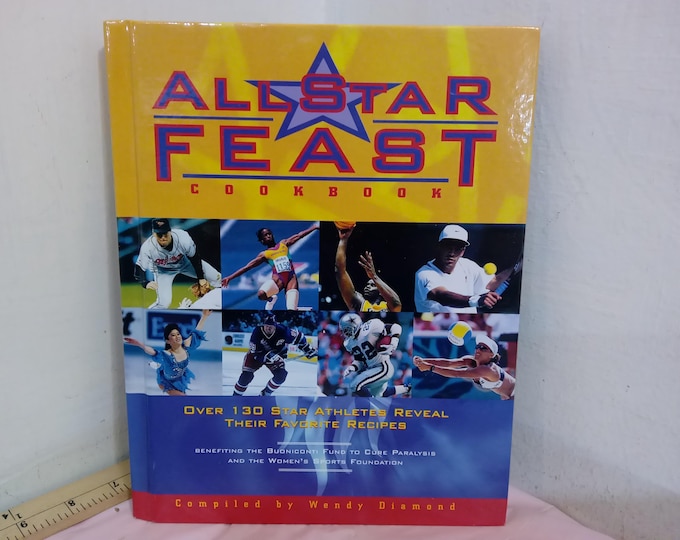 ALL STAR
FEAST
COOKBOOK
OVER 130 STAR ATHLETES REVEAL
THEIR FAVORITE RECIPES
BENEFITING THE BUONICONTI FUND TO CURE PARALYSIS
AND THE WOMEN'S SPORTS FOUNDATION
Compiled by Wendy Diamond